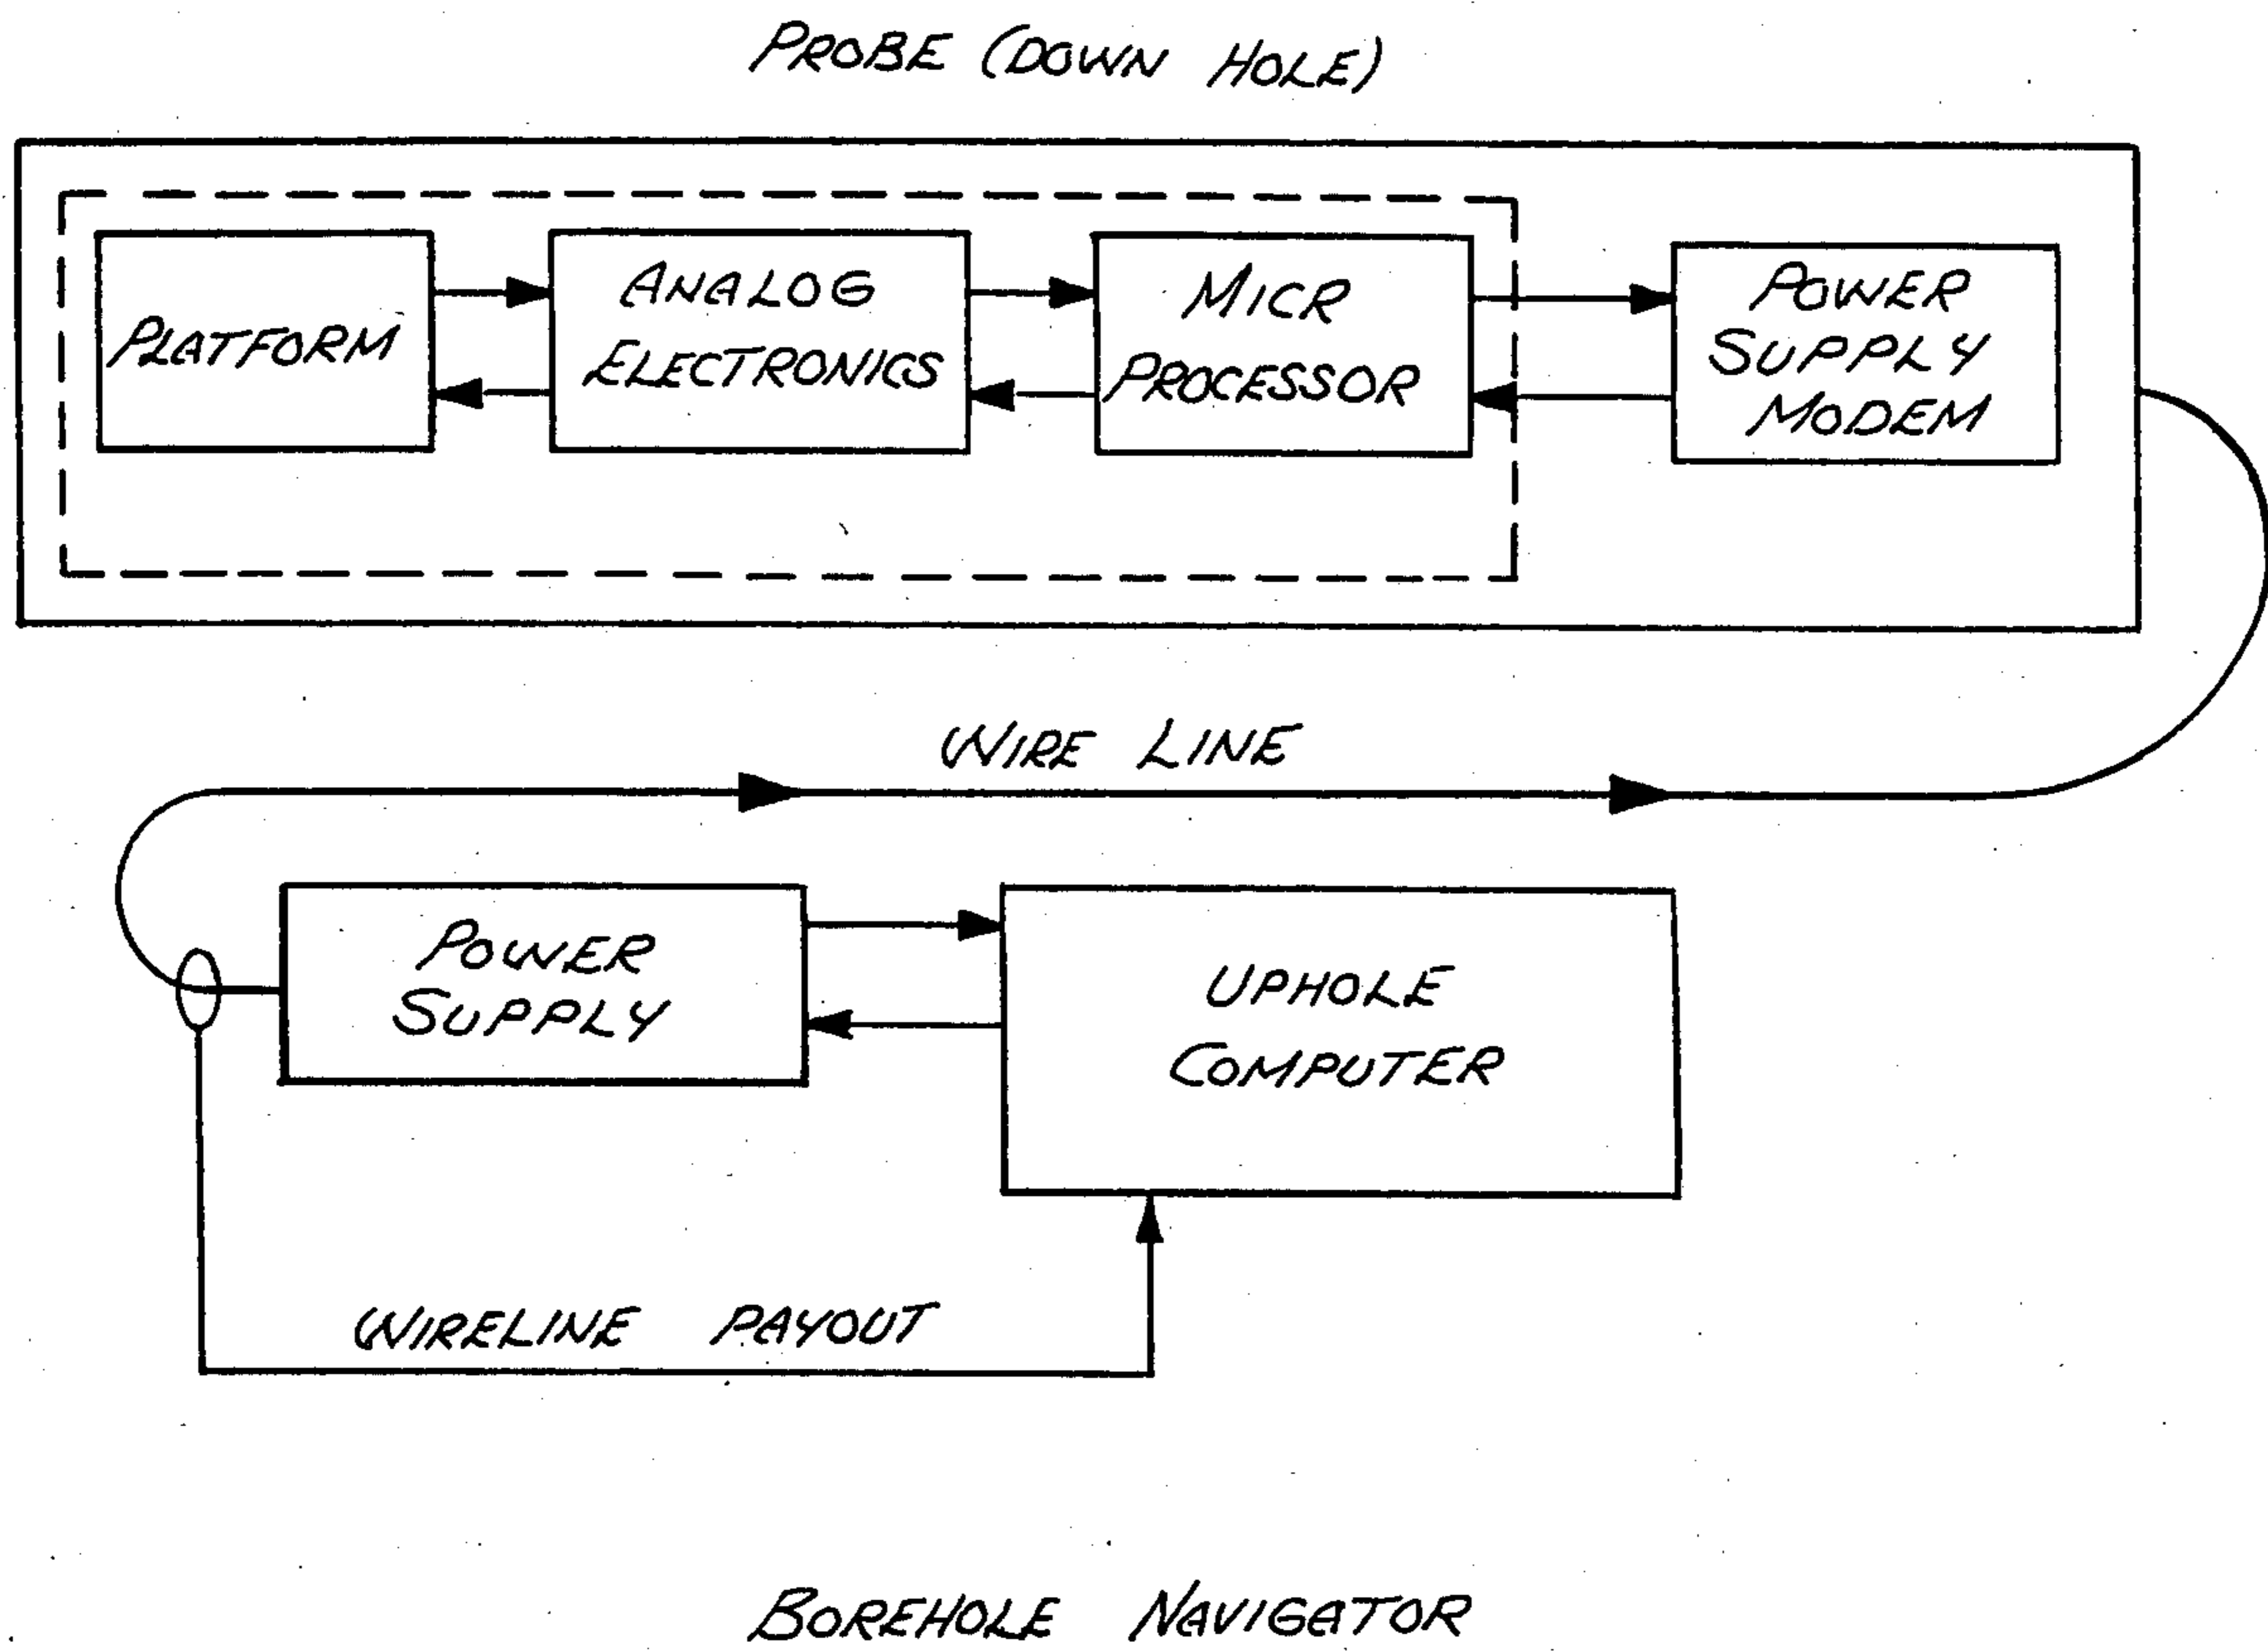 PROBE (DOWN HOLE)
PLATFORM
ANALOG
ELECTRONICS
MICR
PROCESSOR
POWER
SUPPLY
MODEM
WIRE LINE
POWER
SUPPLY
UPHOLE
COMPUTER
WIRELINE PAYOUT
BOREHOLE NAVIGATOR